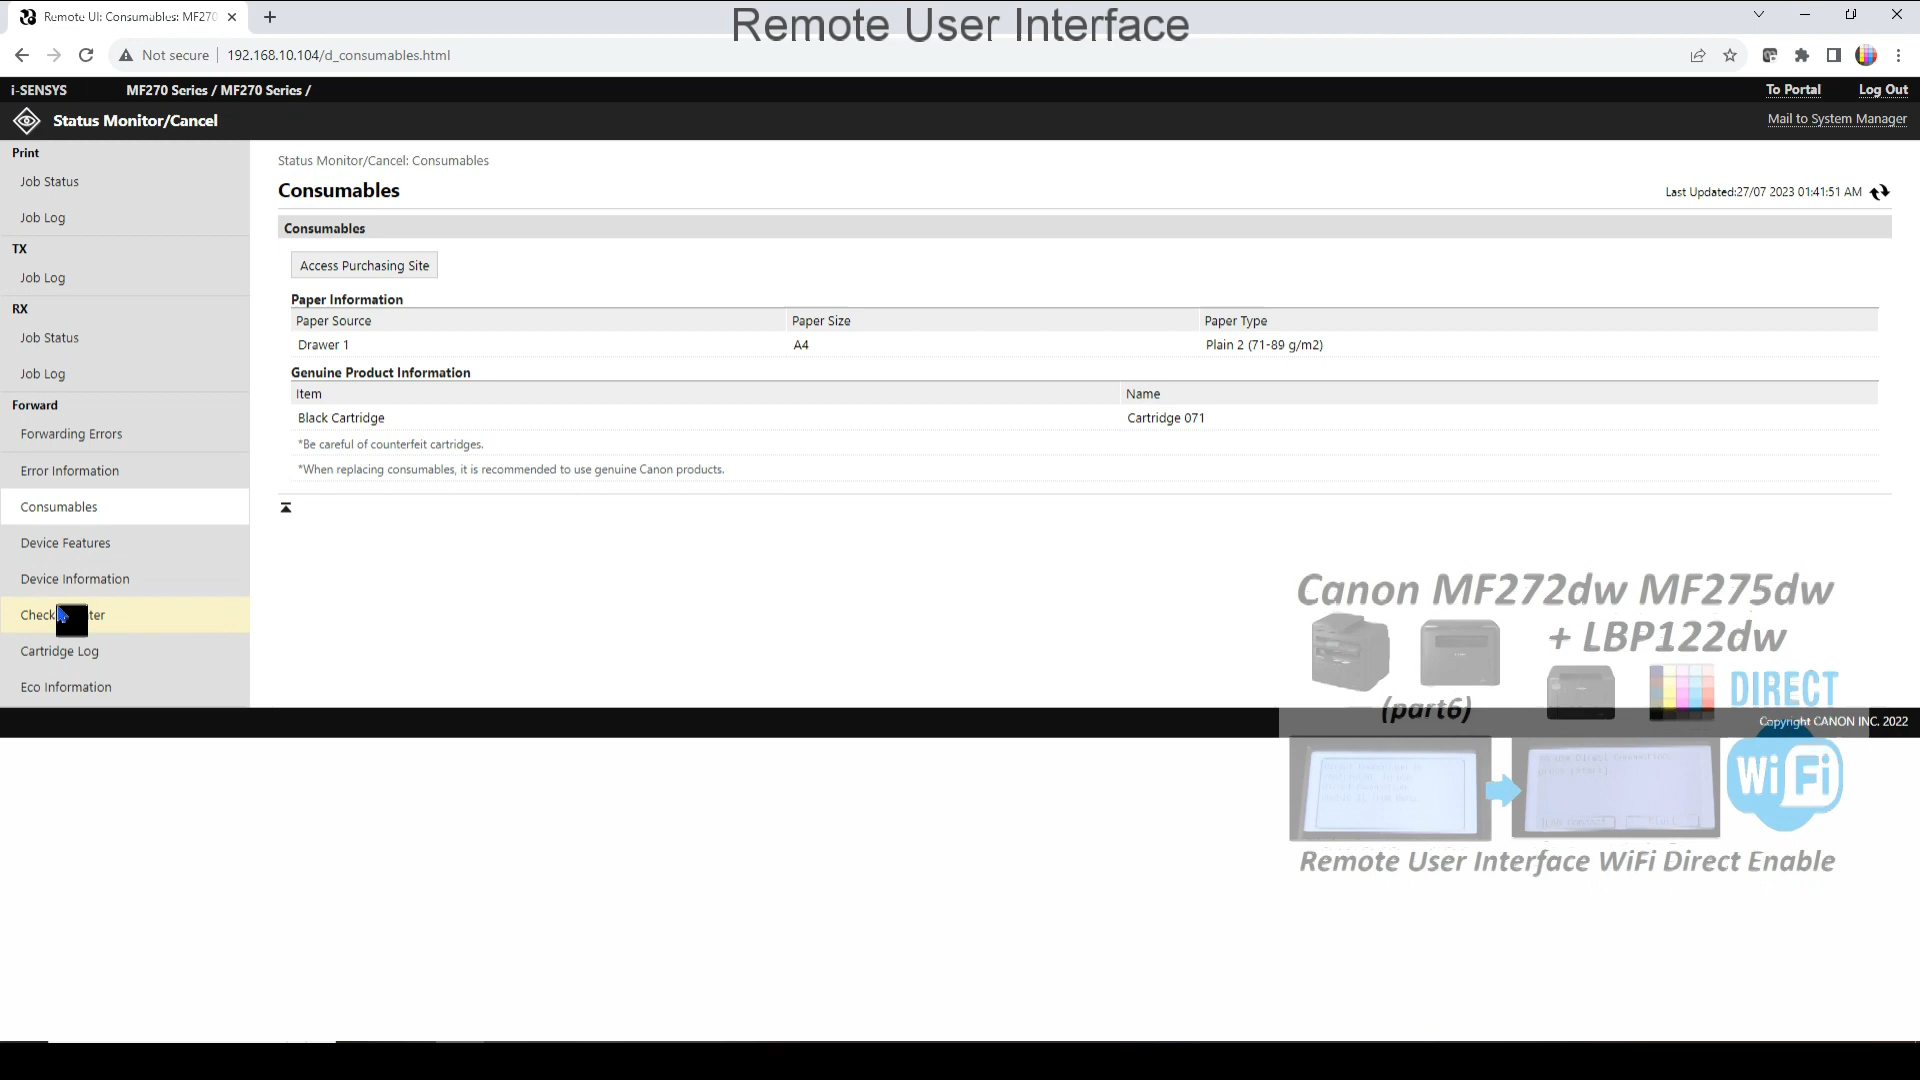 Remote UI: Consumables: MF270
Remote User Interface
Not secure
192.168.10.104/d_consumables.html
i-SENSYS
MF270 Series / MF270 Series /
To Portal
Log Out
Status Monitor/Cancel
Mail to System Manager
Print
Job Status
Job Log
TX
Job Log
RX
Job Status
Job Log
Forward
Forwarding Errors
Error Information
Consumables
Device Features
Device Information
Check
Cartridge Log
Eco Information
Status Monitor/Cancel: Consumables
Consumables
Last Updated:27/07 2023 01:41:51 AM
Consumables
Access Purchasing Site
Paper Information
Paper Source
Paper Size
Paper Type
Drawer 1
A4
Plain 2 (71-89 g/m2)
Genuine Product Information
Item
Name
Black Cartridge
Cartridge 071
*Be careful of counterfeit cartridges.
*When replacing consumables, it is recommended to use genuine Canon products.
Canon MF272dw MF275dw
+ LBP122dw
DIRECT
(part6)
Copyright CANON INC. 2022
WiFi
Remote User Interface WiFi Direct Enable